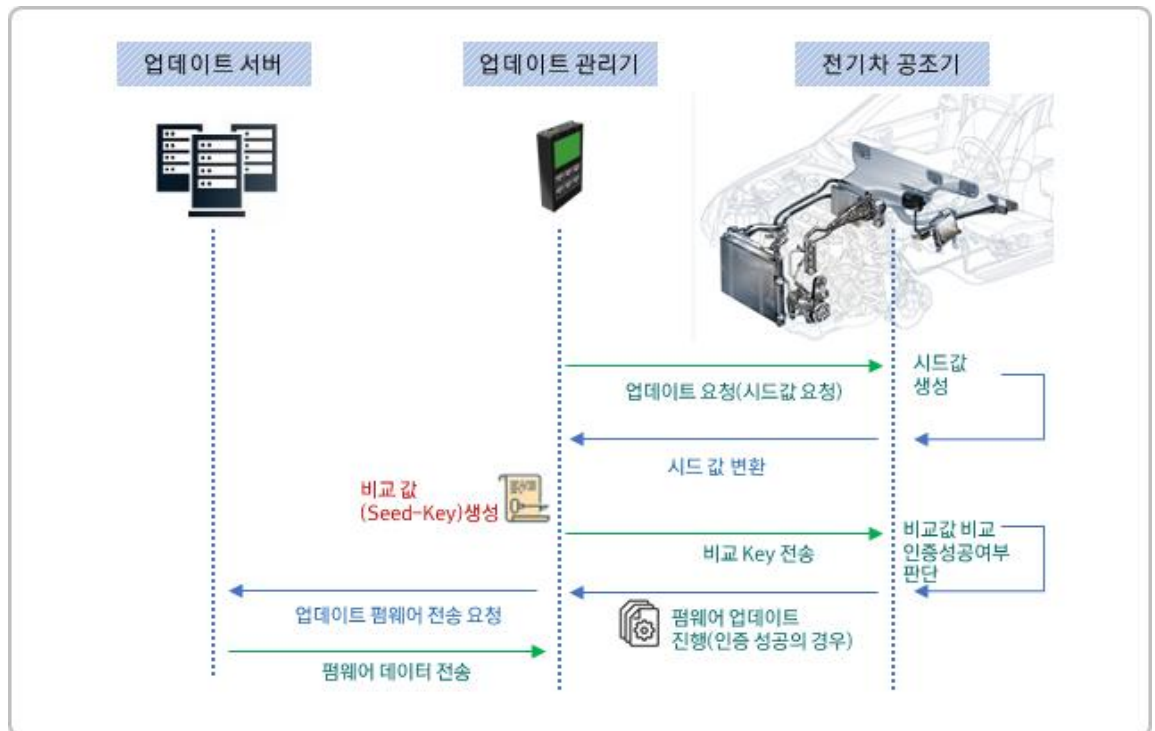 업데이트 서버
업데이트 관리기
전기차 공조기
업데이트 요청(시드값 요청)
시드값
생성
시드 값 변환
비교 값
(Seed-Key)생성
비교 Key 전송
비교값 비교
인증성공여부
판단
업데이트 펌웨어 전송 요청
펌웨어 업데이트
진행(인증 성공의 경우)
펌웨어 데이터 전송